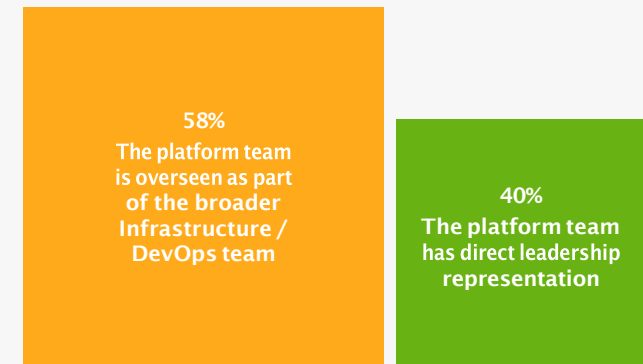 58%
The platform team
is overseen as part
of the broader
Infrastructure /
DevOps team
40%
The platform team
has direct leadership
representation